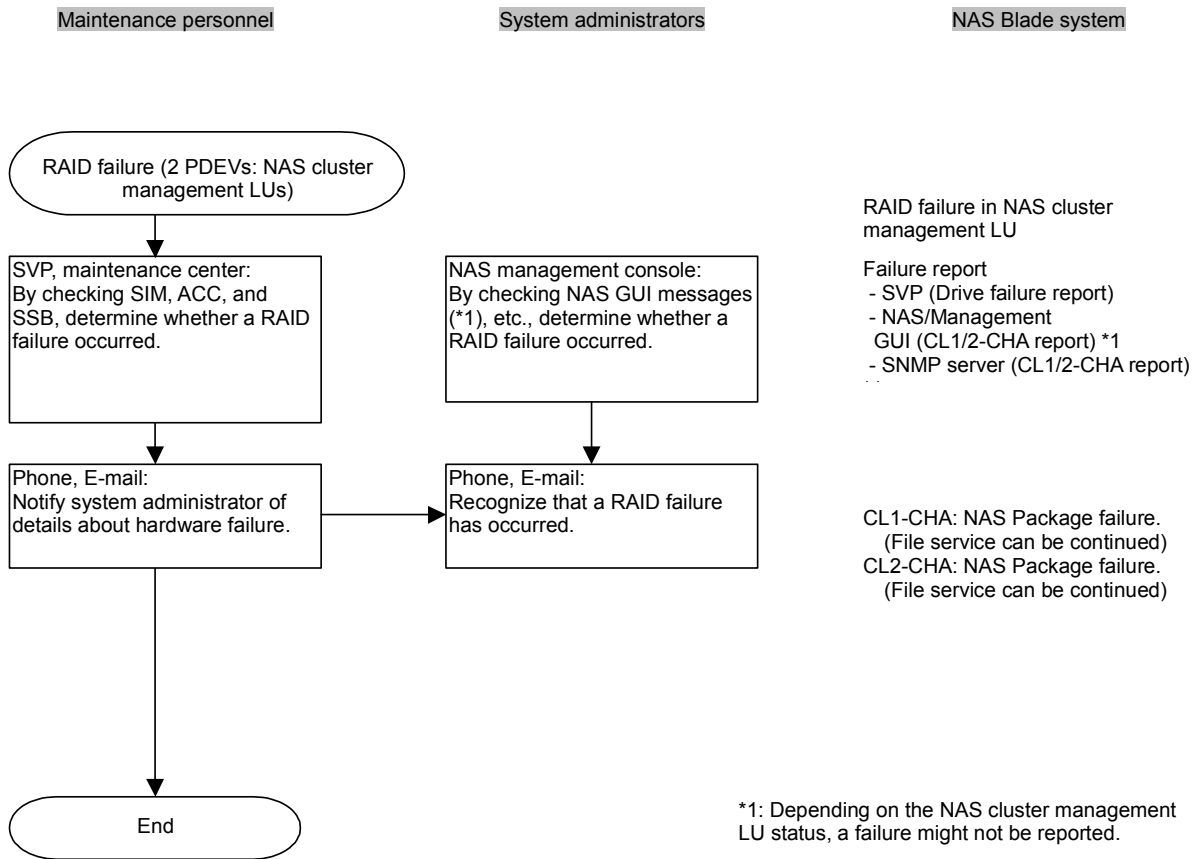 Maintenance personnel
System administrators
NAS Blade system
RAID failure (2 PDEVs: NAS cluster
management LUs)
SVP, maintenance center:
By checking SIM, ACC, and
SSB, determine whether a RAID
failure occurred.
NAS management console:
By checking NAS GUI messages
(*1), etc., determine whether a
RAID failure occurred.
RAID failure in NAS cluster
management LU
Failure report
- SVP (Drive failure report)
- NAS/Management
GUI (CL1/2-CHA report) *1
- SNMP server (CL1/2-CHA report)
Phone, E-mail:
Notify system administrator of
details about hardware failure.
Phone, E-mail:
Recognize that a RAID failure
has occurred.
CL1-CHA: NAS Package failure.
(File service can be continued)
CL2-CHA: NAS Package failure.
(File service can be continued)
End
*1: Depending on the NAS cluster management
LU status, a failure might not be reported.